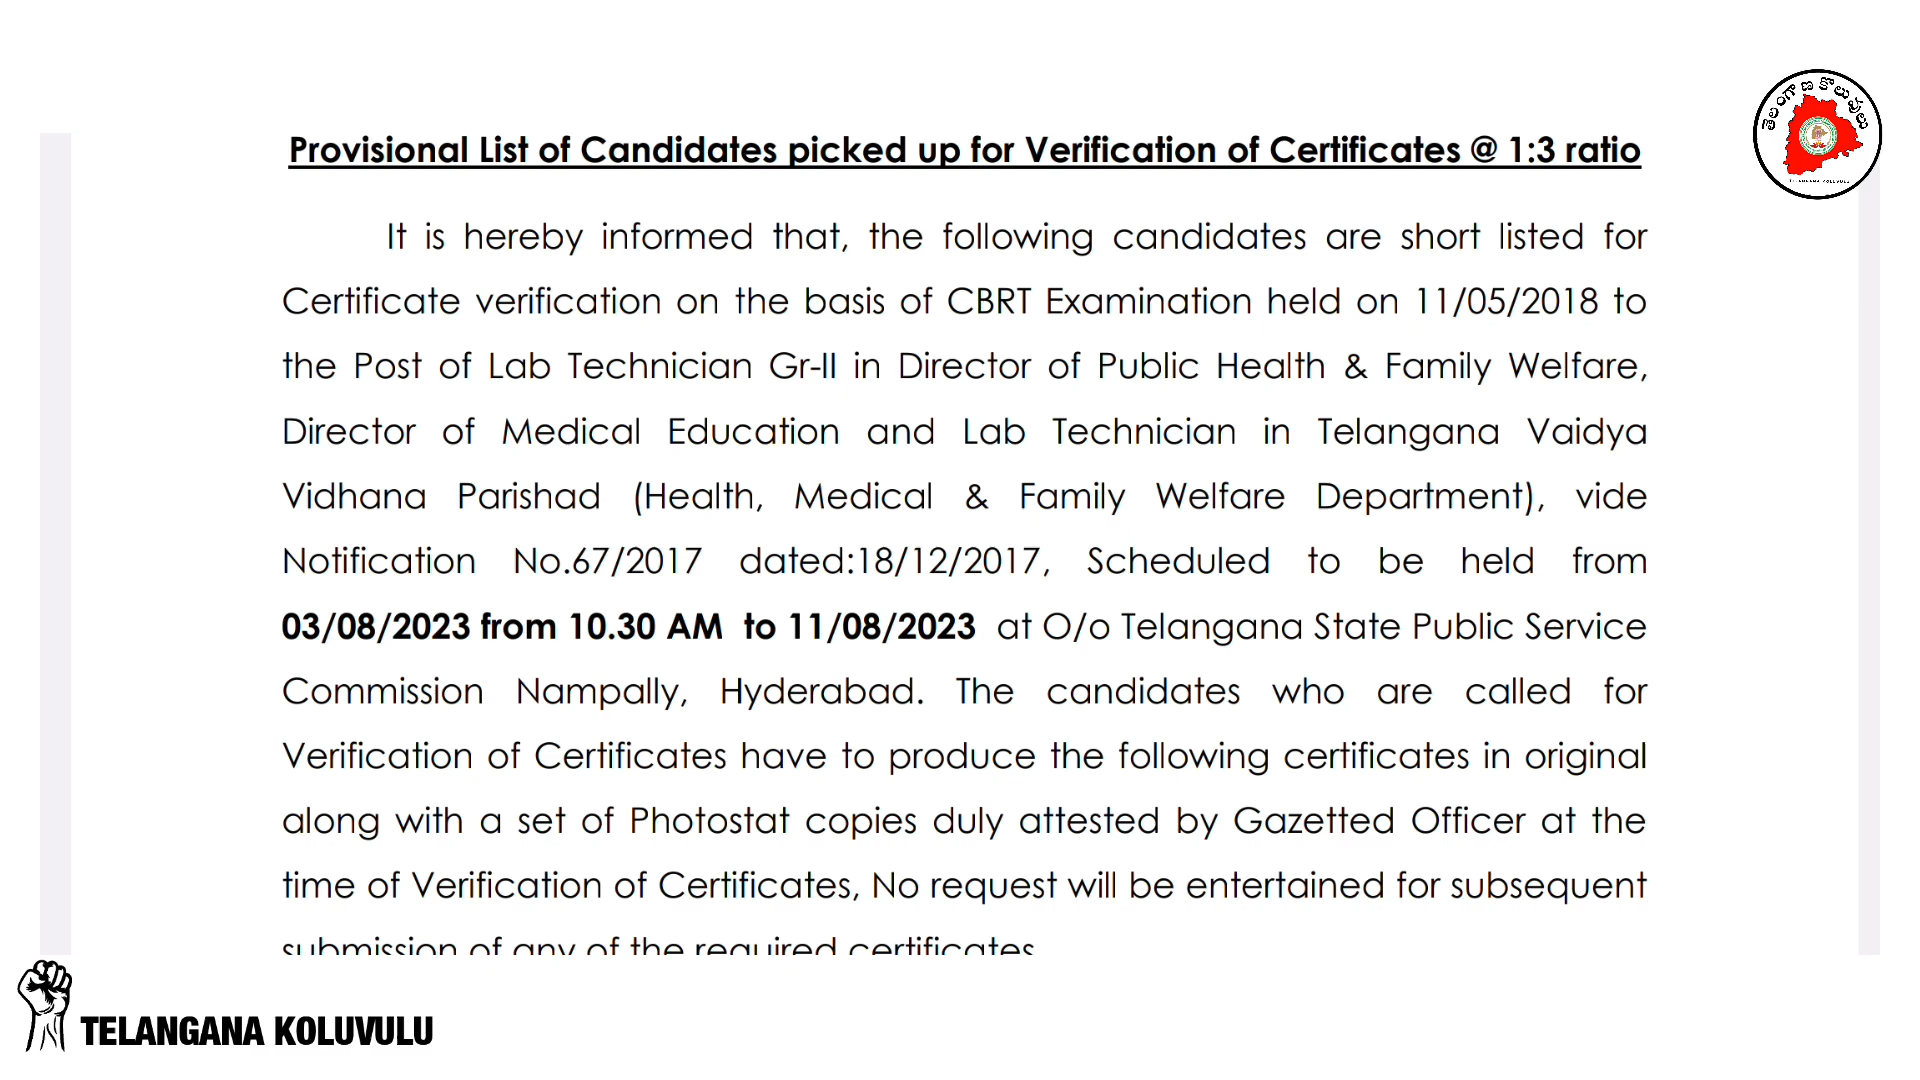 తెలంగాణ కొలువులు
TELANGANA KOLUVULU
Provisional List of Candidates picked up for Verification of Certificates @ 1:3 ratio
It is hereby informed that, the following candidates are short listed for
Certificate verification on the basis of CBRT Examination held on 11/05/2018 to
the Post of Lab Technician Gr-II in Director of Public Health & Family Welfare,
Director of Medical Education and Lab Technician in Telangana Vaidya
Vidhana Parishad (Health, Medical & Family Welfare Department), vide
Notification No.67/2017 dated:18/12/2017, Scheduled to be held from
03/08/2023 from 10.30 AM to 11/08/2023 at O/o Telangana State Public Service
Commission Nampally, Hyderabad. The candidates who are called for
Verification of Certificates have to produce the following certificates in original
along with a set of Photostat copies duly attested by Gazetted Officer at the
time of Verification of Certificates, No request will be entertained for subsequent
submission of any of the required certificates
TELANGANA KOLUVULU